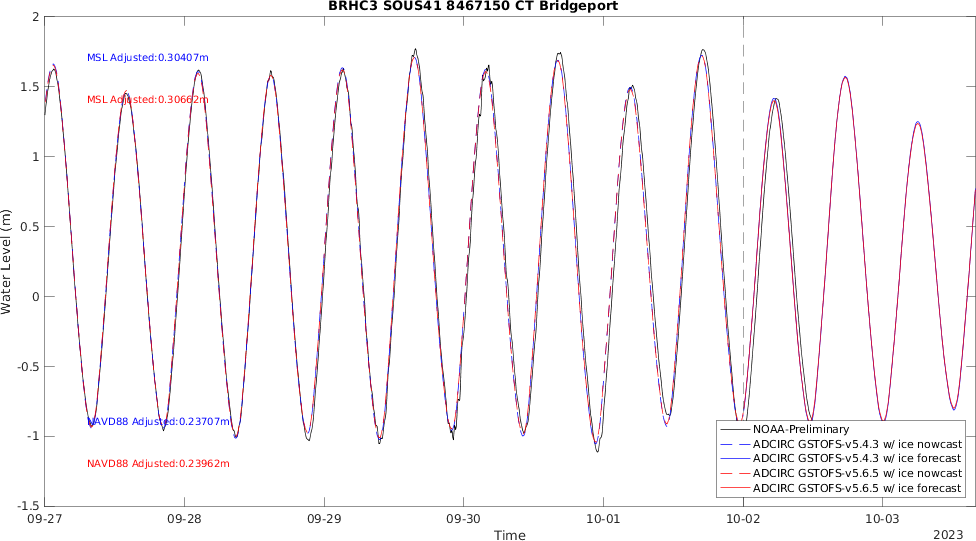 BRHC3 SOUS41 8467150 CT Bridgeport
2
MSL Adjusted:0.30407m
1.5
MSL Adjusted:0.30662m
1
0.5
0
-0.5
-1
-1.5
Water Level (m)
NAVD88 Adjusted:0.23707m
NAVD88 Adjusted:0.23962m
NOAA-Preliminary
ADCIRC GSTOFS-v5.4.3 w/ ice nowcast
ADCIRC GSTOFS-v5.4.3 w/ ice forecast
ADCIRC GSTOFS-v5.6.5 w/ ice nowcast
ADCIRC GSTOFS-v5.6.5 w/ ice forecast
09-27 09-28 09-29 09-30 10-01 10-02 10-03
Time
2023